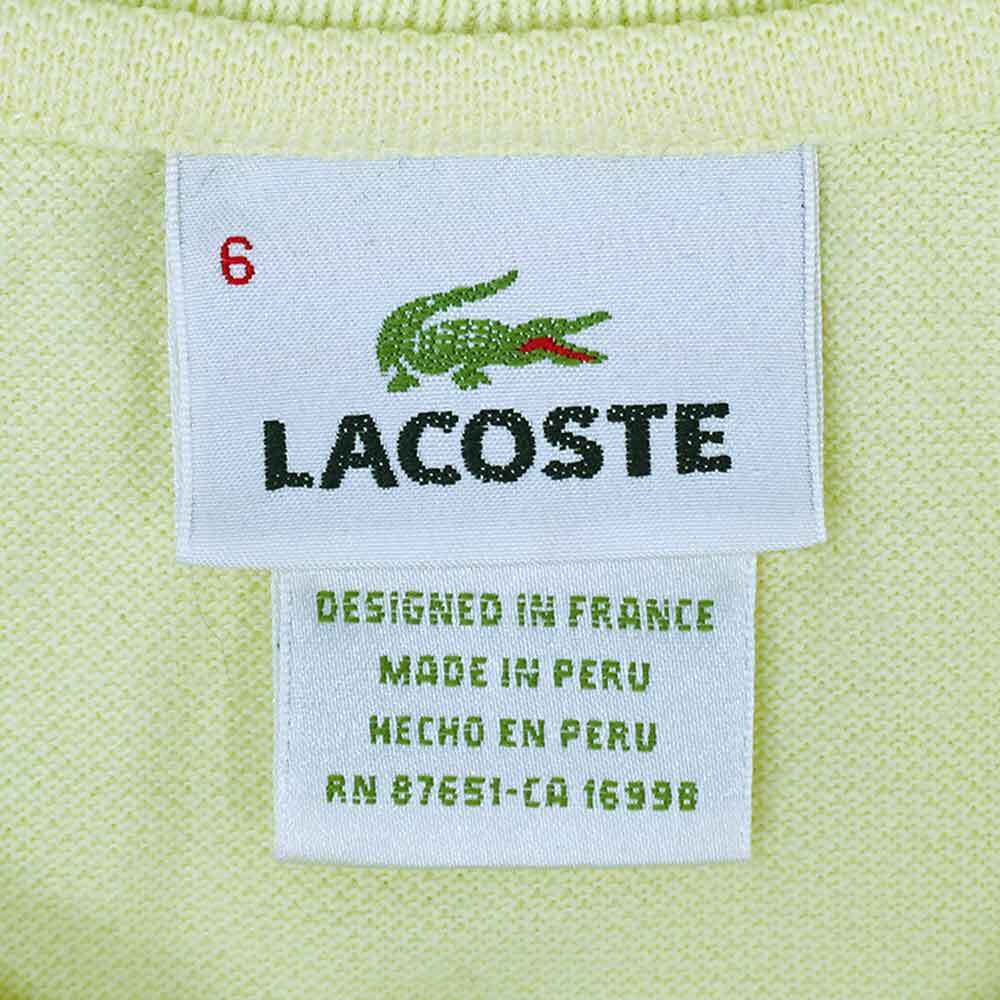 6
LACOSTE
DESIGNED IN FRANCE
MADE IN PERU
HECHO EN PERU
RN 87651-CA 16998